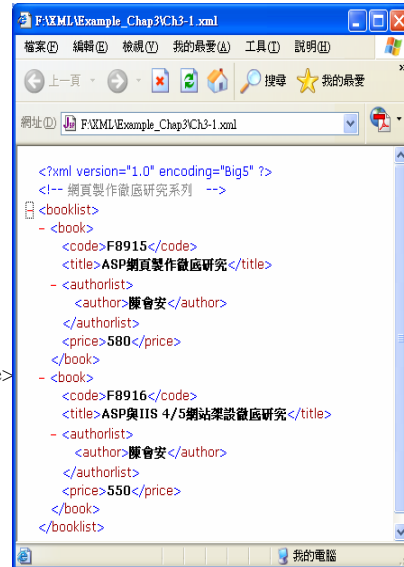 F:\XML\Example_Chap3\Ch3-1.xml
檔案(F) 編輯(E) 檢視(V) 我的最愛(A) 工具(T) 說明(H)
上一頁 搜尋 我的最愛
網址(D) F:\XML\Example_Chap3\Ch3-1.xml
<?xml version="1.0" encoding="Big5" ?>
<!-- 網頁製作徹底研究系列 -->
- <booklist>
- <book>
<code>F8915</code>
<title>ASP網頁製作徹底研究</title>
- <authorlist>
<author>陳會安</author>
</authorlist>
<price>580</price>
</book>
- <book>
<code>F8916</code>
<title>ASP與IIS 4/5網站架設徹底研究</title>
- <authorlist>
<author>陳會安</author>
</authorlist>
<price>550</price>
</book>
</booklist>
我的電腦